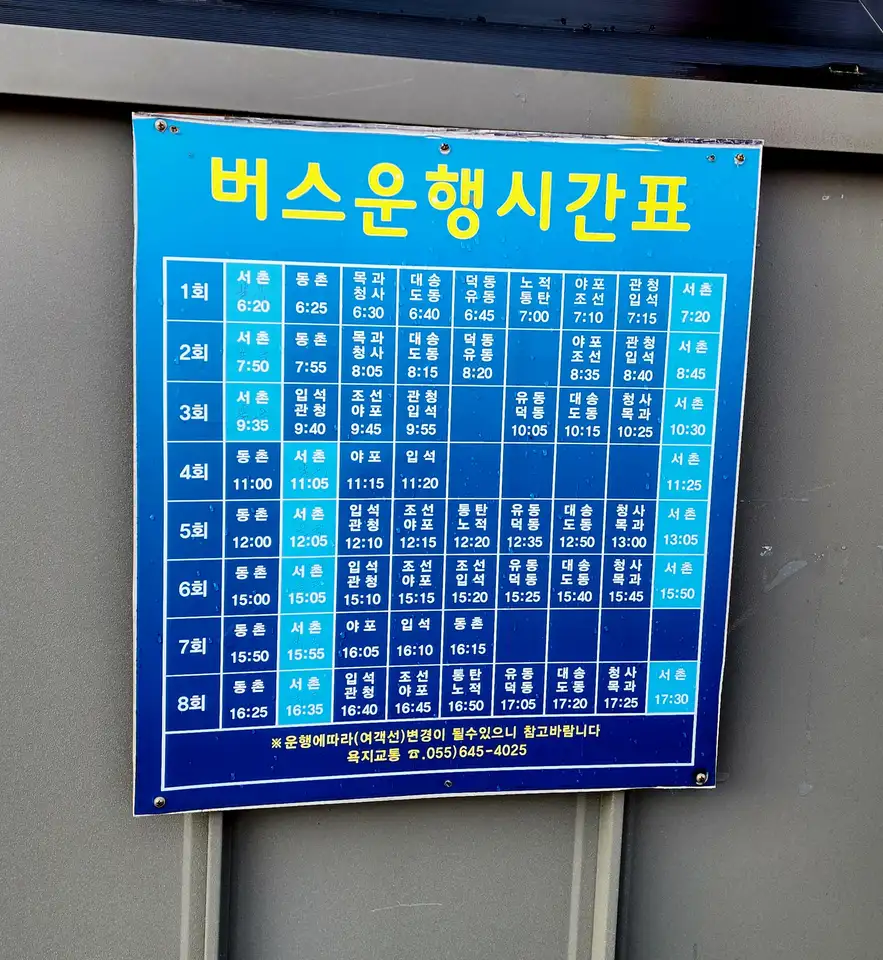 버스운행시간표
1회 서촌 6:20 동촌 6:25 목과 청사 6:30 대송 도동 6:40 덕동 유동 6:45 노적 통탄 7:00 야포 조선 7:10 관청 입석 7:15 서촌 7:20
2회 서촌 7:50 동촌 7:55 목과 청사 8:05 대송 도동 8:15 덕동 유동 8:20 야포 조선 8:35 관청 입석 8:40 서촌 8:45
3회 서촌 9:35 입석 관청 9:40 조선 야포 9:45 관청 입석 9:55 유동 덕동 10:05 대송 도동 10:15 청사 목과 10:25 서촌 10:30
4회 동촌 11:00 서촌 11:05 야포 11:15 입석 11:20 서촌 11:25
5회 동촌 12:00 서촌 12:05 입석 관청 12:10 조선 야포 12:15 통탄 노적 12:20 유동 덕동 12:35 대송 도동 12:50 청사 목과 13:00 서촌 13:05
6회 동촌 15:00 서촌 15:05 입석 관청 15:10 조선 야포 15:15 조선 입석 15:20 유동 덕동 15:25 대송 도동 15:40 청사 목과 15:45 서촌 15:50
7회 동촌 15:50 서촌 15:55 야포 16:05 입석 16:10 동촌 16:15
8회 동촌 16:25 서촌 16:35 입석 관청 16:40 조선 야포 16:45 통탄 노적 16:50 유동 덕동 17:05 대송 도동 17:20 청사 목과 17:25 서촌 17:30
※운행에따라(여객선)변경이 될수있으니 참고바랍니다
욕지교통 ☎.055)645-4025